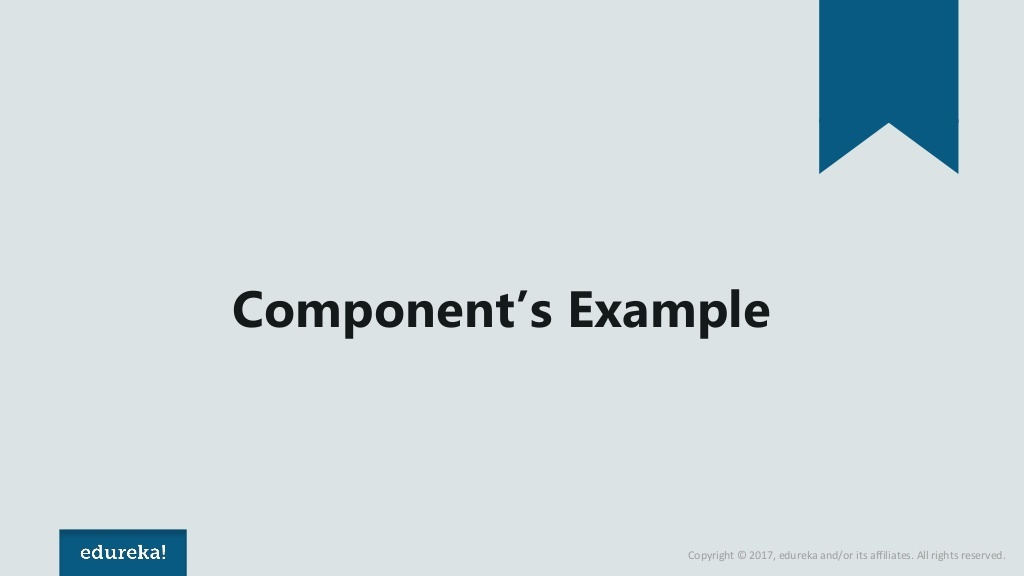 Component’s Example
edureka!
Copyright © 2017, edureka and/or its affiliates. All rights reserved.